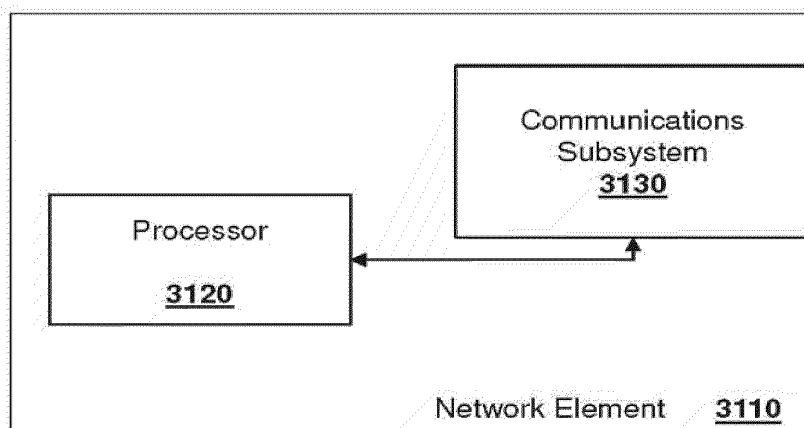 Communications
Subsystem
3130
Processor
3120
Network Element 3110